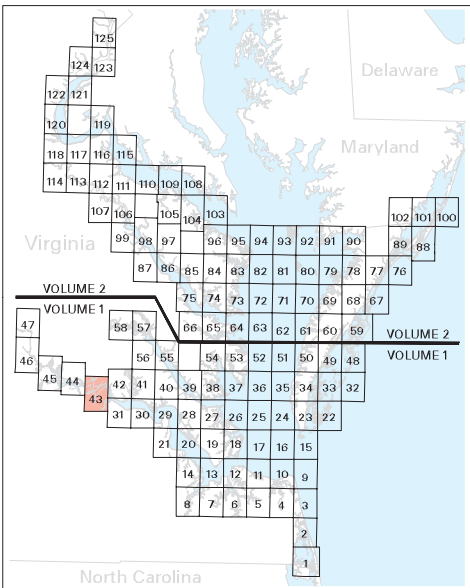 125
124 123
Delaware
122 121
120 119
Maryland
118 117 116 115
114 113 112 111 110 109 108
107 106 105 104 103
102 101 100
Virginia
99 98 97 96 95 94 93 92 91 90
89 88
87 86 85 84 83 82 81 80 79 78 77 76
VOLUME 2
75 74 73 72 71 70 69 68 67
VOLUME 1
47
58 57 66 65 64 63 62 61 60 59
VOLUME 2
VOLUME 1
46 56 55 54 53 52 51 50 49 48
45 44 43 42 41 40 39 38 37 36 35 34 33 32
31 30 29 28 27 26 25 24 23 22
21 20 19 18 17 16 15
14 13 12 11 10 9
8 7 6 5 4 3
2
1
North Carolina